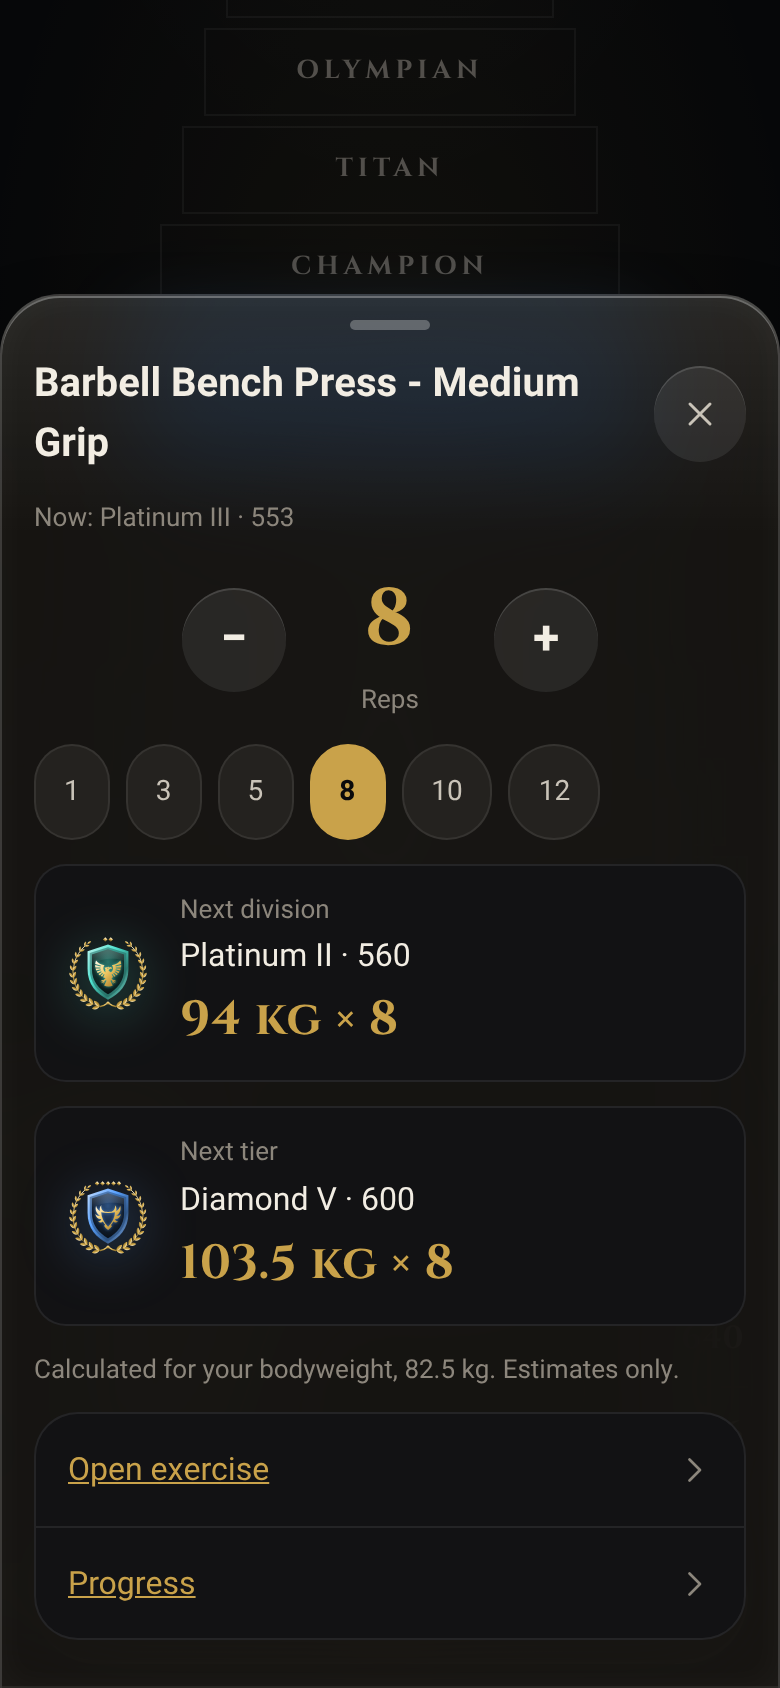 OLYMPIAN
TITAN
CHAMPION
Barbell Bench Press - Medium
Grip
Now: Platinum III · 553
− 8 +
Reps
1 3 5 8 10 12
Next division
Platinum II · 560
94 KG × 8
Next tier
Diamond V · 600
103.5 KG × 8
Calculated for your bodyweight, 82.5 kg. Estimates only.
Open exercise
Progress